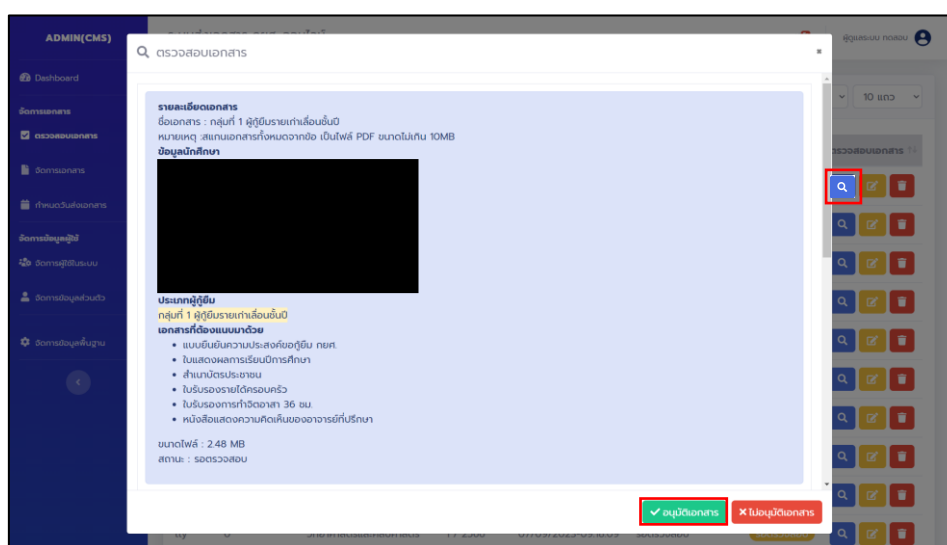 ADMIN(CMS)
ผู้ดูแลระบบ ทดสอบ
ตรวจสอบเอกสาร
×
Dashboard
จัดการเอกสาร
ตรวจสอบเอกสาร
จัดการเอกสาร
กำหนดวันส่งเอกสาร
จัดการข้อมูลผู้ใช้
จัดการผู้ใช้ในระบบ
จัดการข้อมูลส่วนตัว
จัดการข้อมูลพื้นฐาน
10 แถว
ตรวจสอบเอกสาร
รายละเอียดเอกสาร
ชื่อเอกสาร : กลุ่มที่ 1 ผู้กู้ยืมรายเก่าเลื่อนชั้นปี
หมายเหตุ :สแกนเอกสารทั้งหมดจากข้อ เป็นไฟล์ PDF ขนาดไม่เกิน 10MB
ข้อมูลนักศึกษา
ประเภทผู้กู้ยืม
กลุ่มที่ 1 ผู้กู้ยืมรายเก่าเลื่อนชั้นปี
เอกสารที่ต้องแนบมาด้วย
• แบบยืนยันความประสงค์ขอกู้ยืม กยศ.
• ใบแสดงผลการเรียนปีการศึกษา
• สำเนาบัตรประชาชน
• ใบรับรองรายได้ครอบครัว
• ใบรับรองการทำจิตอาสา 36 ชม.
• หนังสือแสดงความคิดเห็นของอาจารย์ที่ปรึกษา
ขนาดไฟล์ : 2.48 MB
สถานะ : รอตรวจสอบ
อนุมัติเอกสาร
ไม่อนุมัติเอกสาร